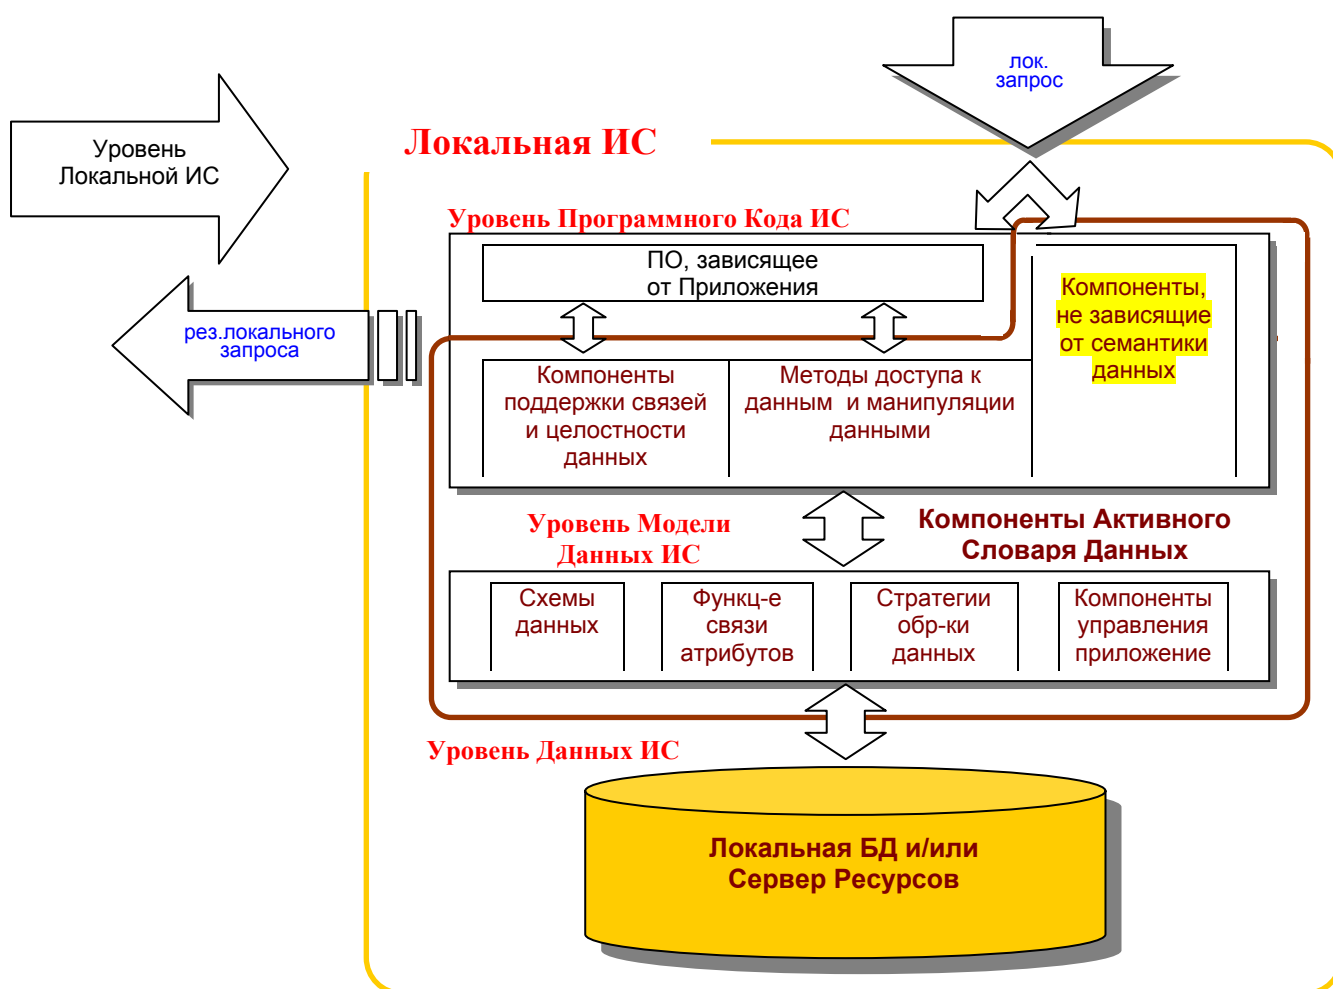 лок.
запрос
Уровень
Локальной ИС
Локальная ИС
Уровень Программного Кода ИС
ПО, зависящее
от Приложения
Компоненты,
не зависящие
от семантики
данных
рез.локального
запроса
Компоненты
поддержки связей
и целостности
данных
Методы доступа к
данным и манипуляции
данными
Уровень Модели
Данных ИС
Компоненты Активного
Словаря Данных
Схемы
данных
Функц-е
связи
атрибутов
Стратегии
обр-ки
данных
Компоненты
управления
приложение
Уровень Данных ИС
Локальная БД и/или
Сервер Ресурсов